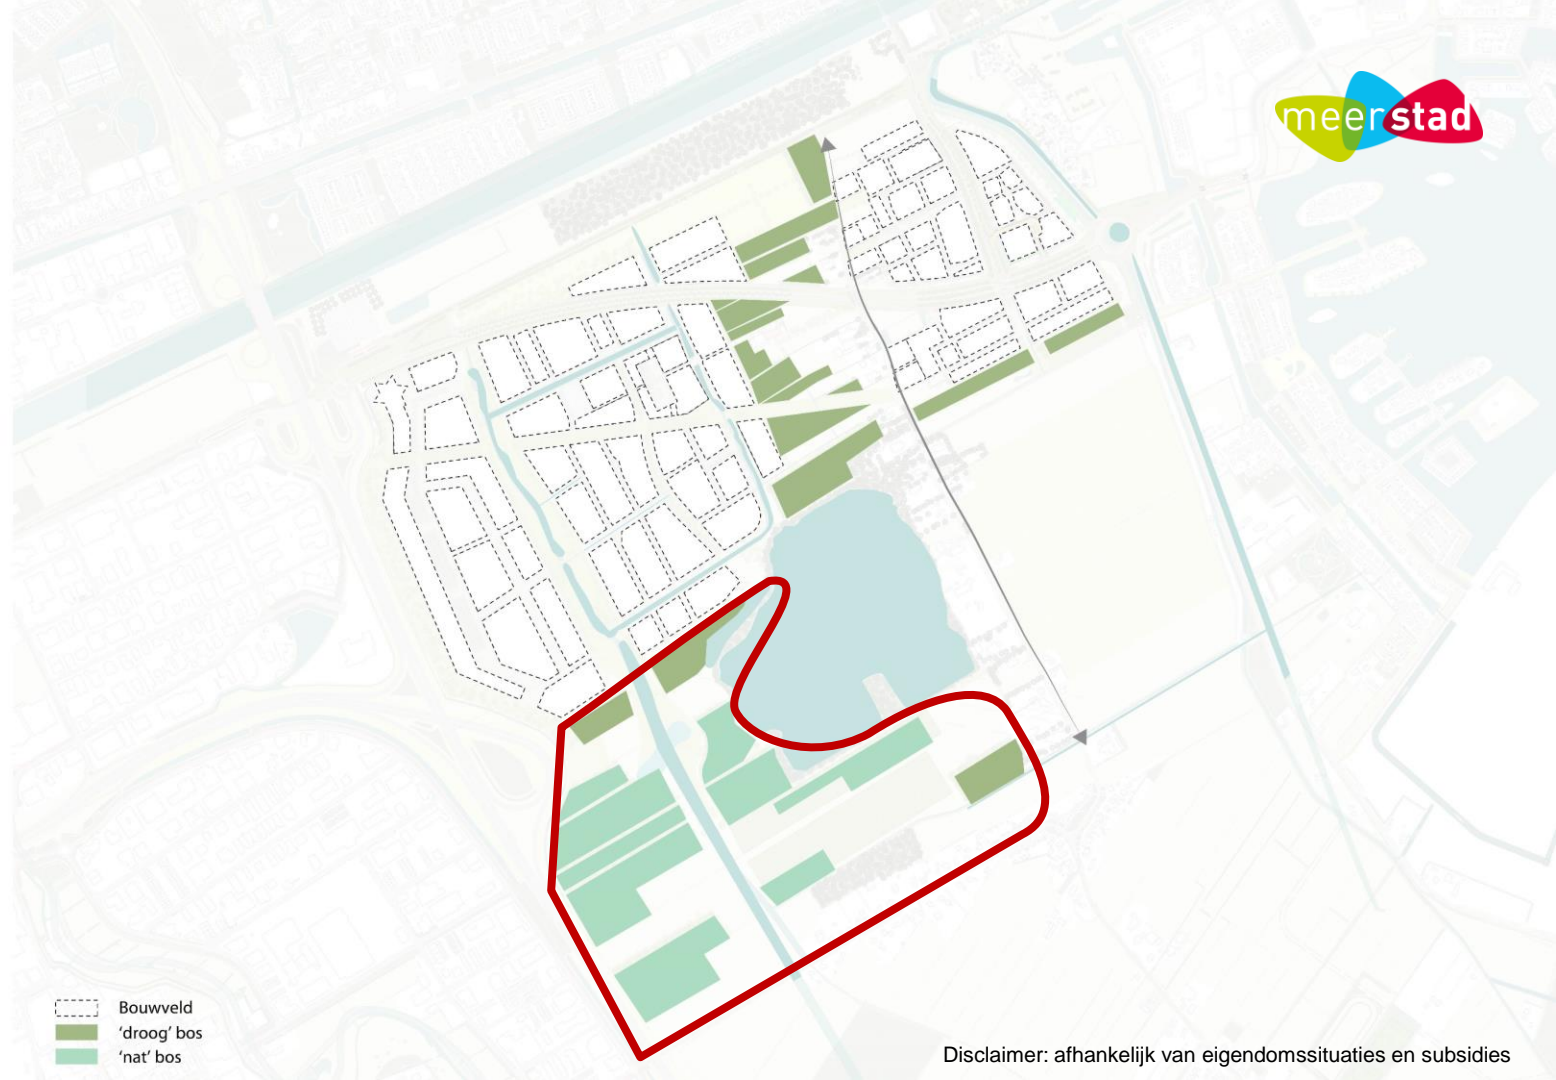 meerstad
Bouwveld
‘droog’ bos
‘nat’ bos
Disclaimer: afhankelijk van eigendomssituaties en subsidies